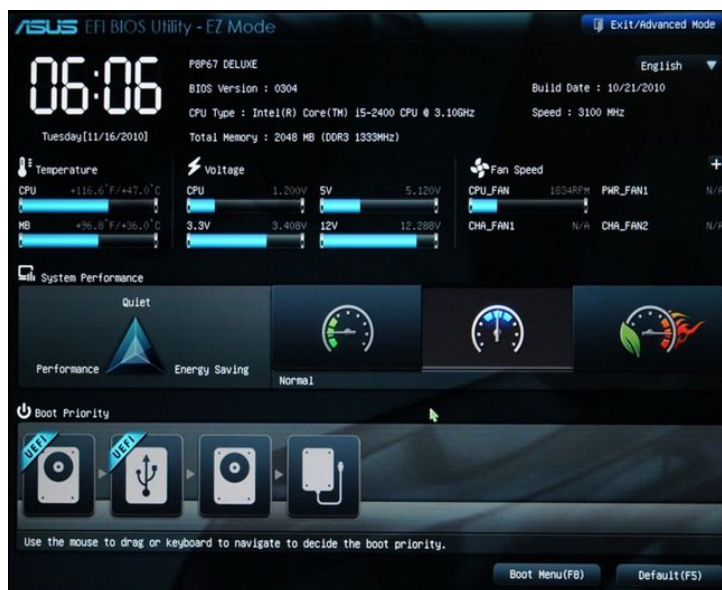 ASUS EFI BIOS Utility - EZ Mode
Exit/Advanced Mode
06:06
Tuesday[11/16/2010]
P8P67 DELUXE
English
BIOS Version : 0304
Build Date : 10/21/2010
CPU Type : Intel(R) Core(TM) i5-2400 CPU @ 3.10GHz
Speed : 3100 MHz
Total Memory : 2048 MB (DDR3 1333MHz)
Temperature
CPU +116.6°F/+47.0°C
MB +96.8°F/+36.0°C
Voltage
CPU 1.200V 5V 5.120V
3.3V 3.408V 12V 12.288V
Fan Speed
CPU_FAN 1834RPM PWR_FAN1 N/A
CHA_FAN1 N/A CHA_FAN2 N/A
System Performance
Quiet
Performance
Energy Saving
Normal
Boot Priority
UEFI
UEFI
Use the mouse to drag or keyboard to navigate to decide the boot priority.
Boot Menu(F8)
Default(F5)